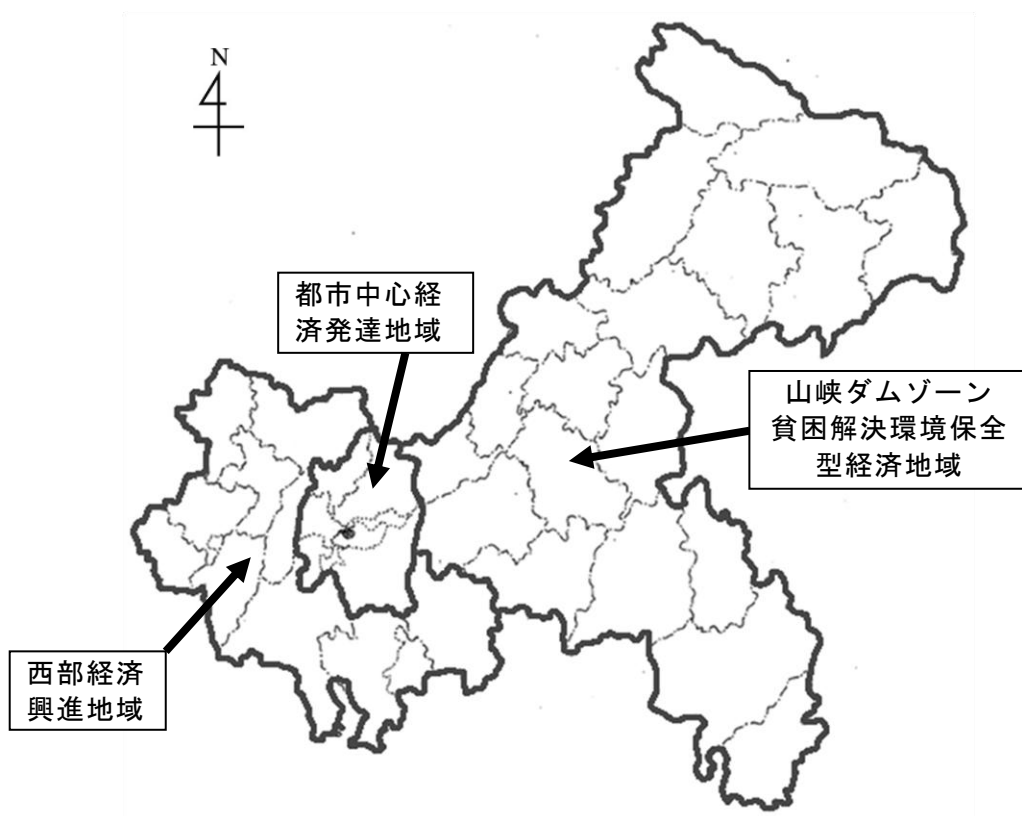 N
都市中心経
済発達地域
山峡ダムゾーン
貧困解決環境保全
型経済地域
西部経済
興進地域